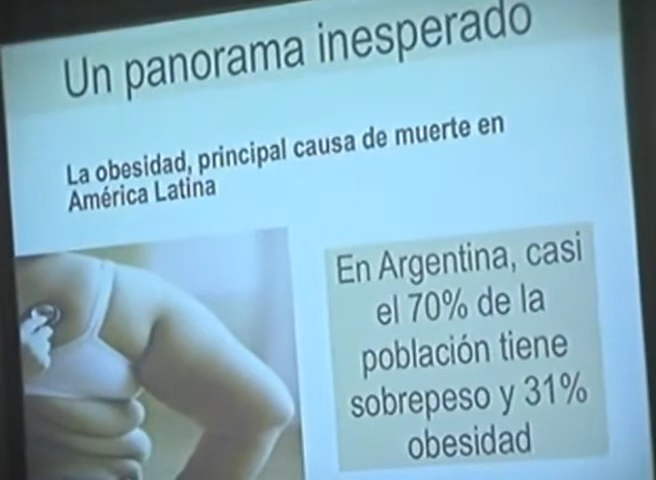 Un panorama inesperado
La obesidad, principal causa de muerte en
América Latina
En Argentina, casi
el 70% de la
población tiene
sobrepeso y 31%
obesidad